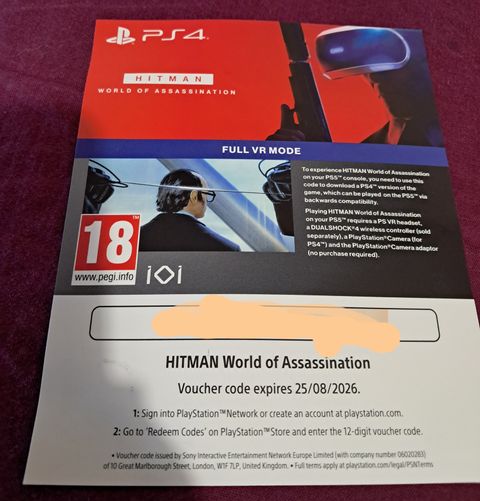 PS4
HITMAN
WORLD OF ASSASSINATION
FULL VR MODE
To experience HITMAN World of Assassination
on your PS5™ console, you need to use this
code to download a PS4™ version of the
game, which can be played on the PS5™ via
backwards compatibility.
Playing HITMAN World of Assassination
on your PS5™ requires a PS VR headset,
a DUALSHOCK®4 wireless controller (sold
separately), a PlayStation®Camera (for
PS4™) and the PlayStation®Camera adaptor
(no purchase required).
18™
www.pegi.info
IOI
HITMAN World of Assassination
Voucher code expires 25/08/2026.
1: Sign into PlayStation™Network or create an account at playstation.com.
2: Go to 'Redeem Codes' on PlayStation™Store and enter the 12-digit voucher code.
• Voucher code issued by Sony Interactive Entertainment Network Europe Limited (with company number 06020283)
of 10 Great Marlborough Street, London, W1F 7LP, United Kingdom. • Full terms apply at playstation.com/legal/PSNTerms